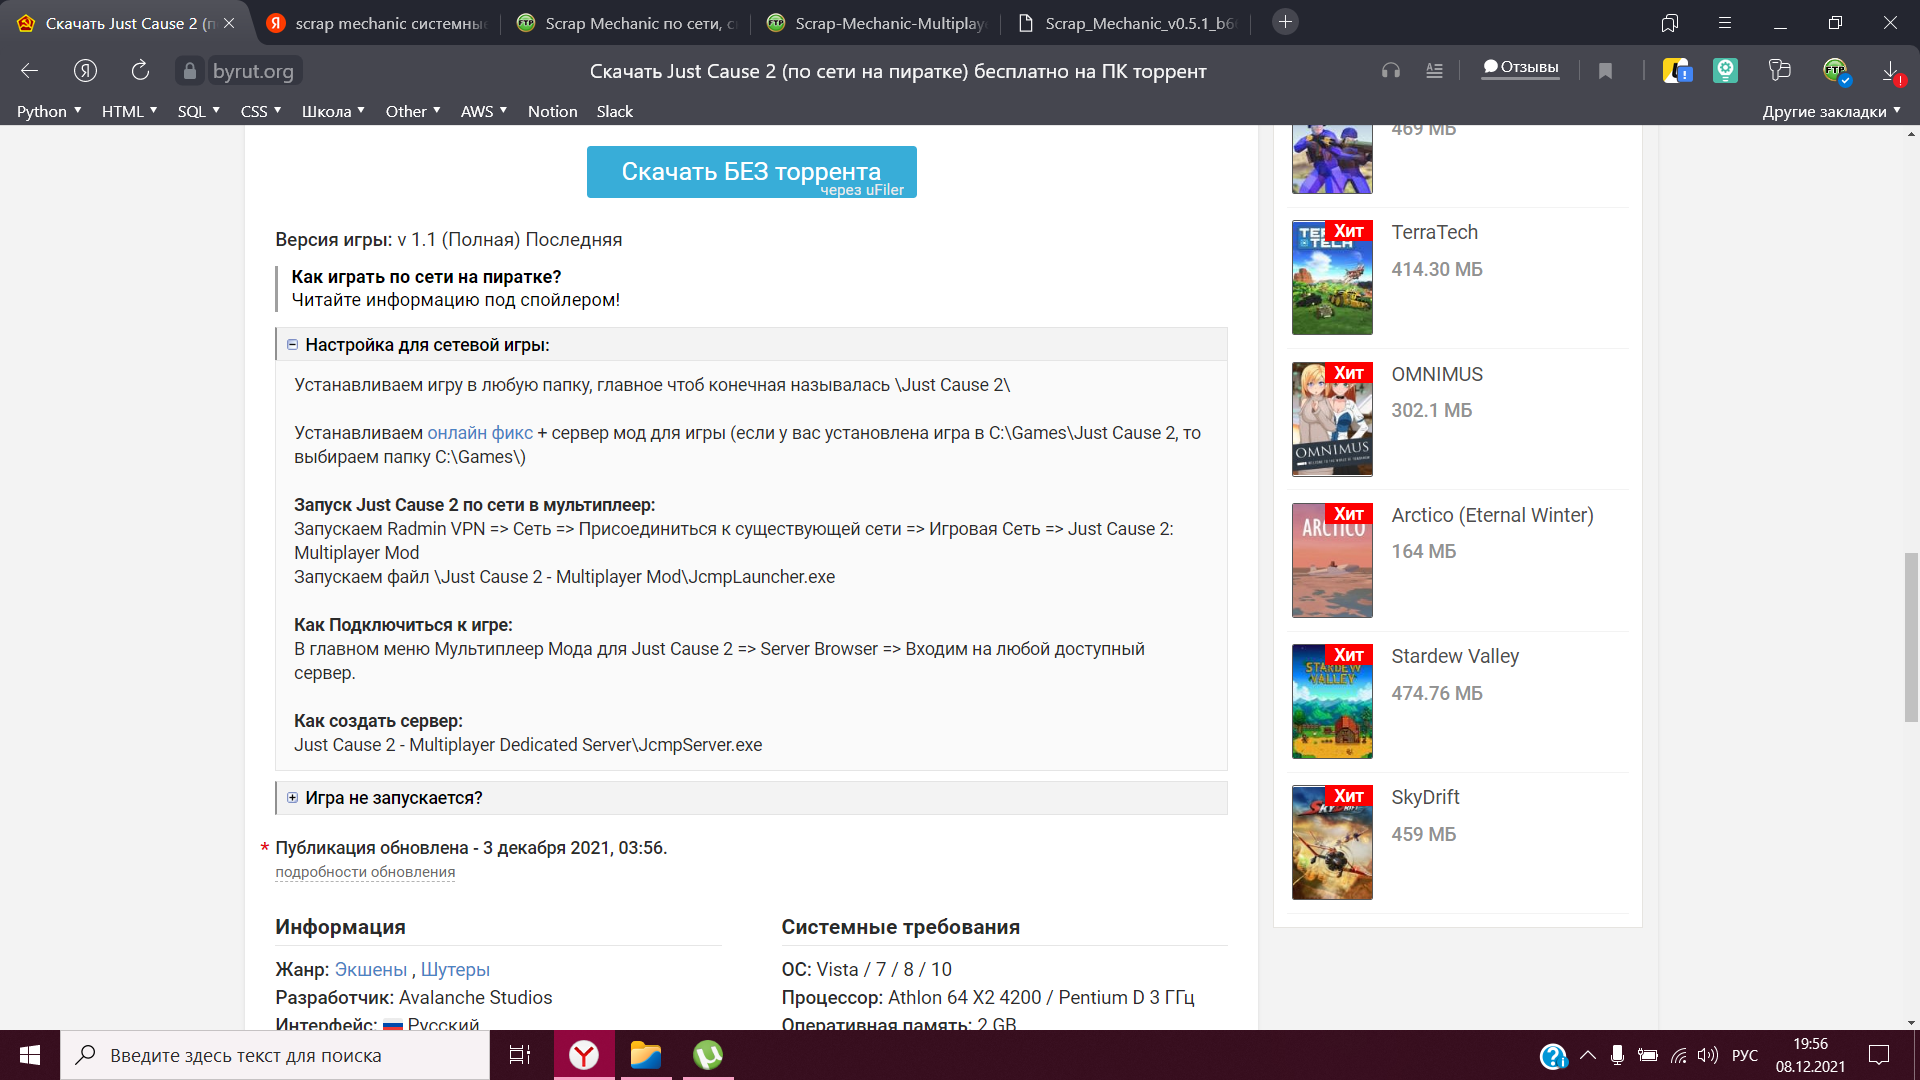 Скачать Just Cause 2 (п
scrap mechanic системны
Scrap Mechanic по сети, с
Scrap-Mechanic-Multiplay
Scrap_Mechanic_v0.5.1_b6
byrut.org
Скачать Just Cause 2 (по сети на пиратке) бесплатно на ПК торрент
Отзывы
Python
HTML
SQL
CSS
Школа
Other
AWS
Notion
Slack
Другие закладки
Скачать БЕЗ торрента
через uFiler
Версия игры: v 1.1 (Полная) Последняя
Как играть по сети на пиратке?
Читайте информацию под спойлером!
Настройка для сетевой игры:
Устанавливаем игру в любую папку, главное чтоб конечная называлась \Just Cause 2\
Устанавливаем онлайн фикс + сервер мод для игры (если у вас установлена игра в C:\Games\Just Cause 2, то
выбираем папку C:\Games\)
Запуск Just Cause 2 по сети в мультиплеер:
Запускаем Radmin VPN => Сеть => Присоединиться к существующей сети => Игровая Сеть => Just Cause 2:
Multiplayer Mod
Запускаем файл \Just Cause 2 - Multiplayer Mod\JcmpLauncher.exe
Как Подключиться к игре:
В главном меню Мультиплеер Мода для Just Cause 2 => Server Browser => Входим на любой доступный
сервер.
Как создать сервер:
Just Cause 2 - Multiplayer Dedicated Server\JcmpServer.exe
Игра не запускается?
* Публикация обновлена - 3 декабря 2021, 03:56.
подробности обновления
Информация
Жанр: Экшены , Шутеры
Разработчик: Avalanche Studios
Интерфейс: Русский
Системные требования
ОС: Vista / 7 / 8 / 10
Процессор: Athlon 64 X2 4200 / Pentium D 3 ГГц
Оперативная память: 2 GB
469 МБ
Хит
TERRA TECH
TerraTech
414.30 МБ
Хит
OMNIMUS
OMNIMUS
302.1 МБ
Хит
ARCTICO
Arctico (Eternal Winter)
164 МБ
Хит
STARDEW VALLEY
Stardew Valley
474.76 МБ
Хит
SKYDRIFT
SkyDrift
459 МБ
Введите здесь текст для поиска
РУС
19:56
08.12.2021